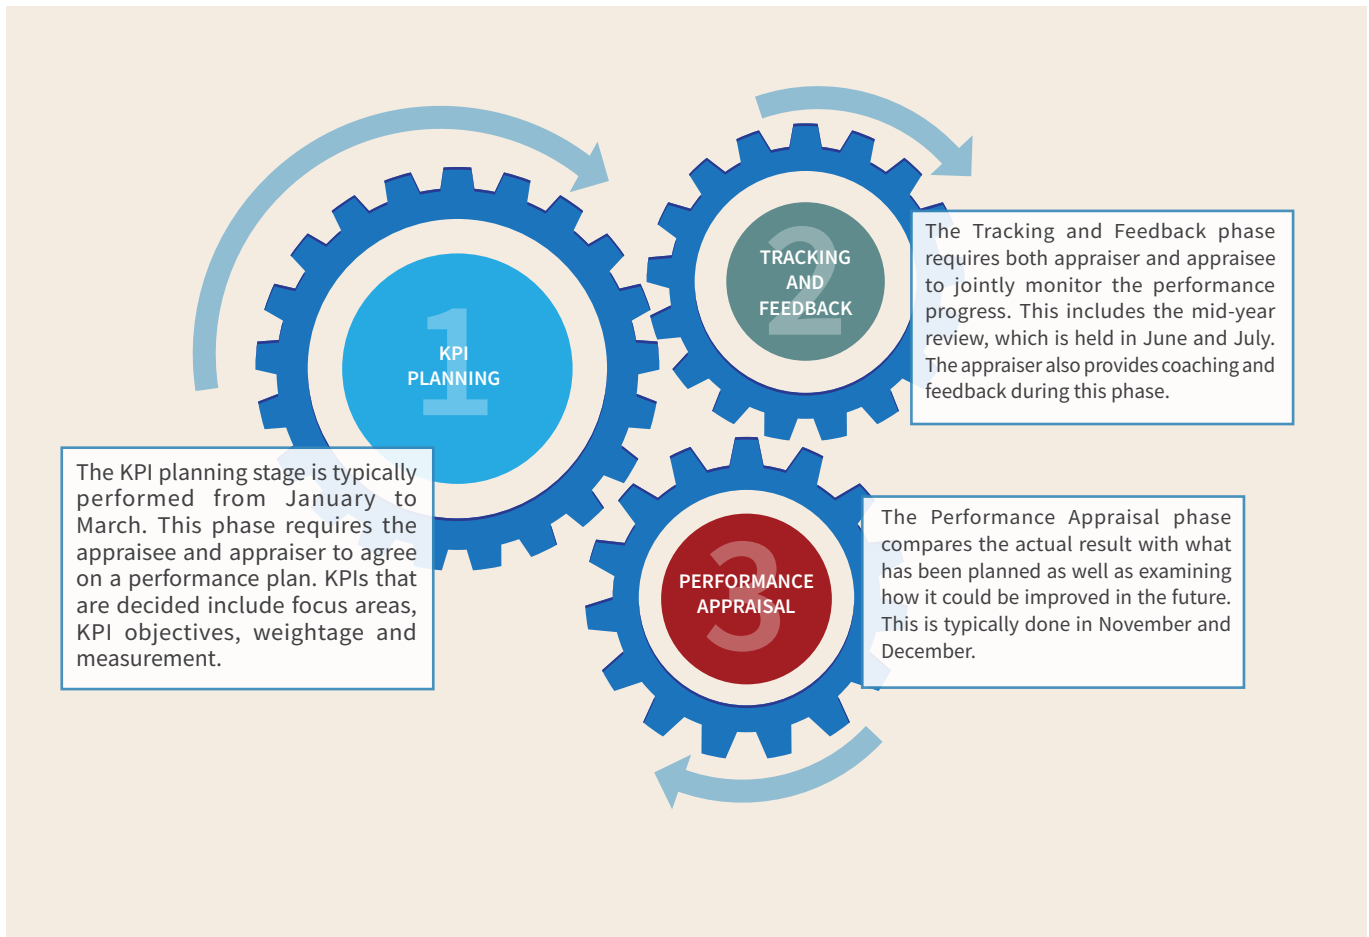 1
KPI
PLANNING
The KPI planning stage is typically
performed from January to
March. This phase requires the
appraisee and appraiser to agree
on a performance plan. KPIs that
are decided include focus areas,
KPI objectives, weightage and
measurement.
2
TRACKING
AND
FEEDBACK
The Tracking and Feedback phase
requires both appraiser and appraisee
to jointly monitor the performance
progress. This includes the mid-year
review, which is held in June and July.
The appraiser also provides coaching and
feedback during this phase.
3
PERFORMANCE
APPRAISAL
The Performance Appraisal phase
compares the actual result with what
has been planned as well as examining
how it could be improved in the future.
This is typically done in November and
December.